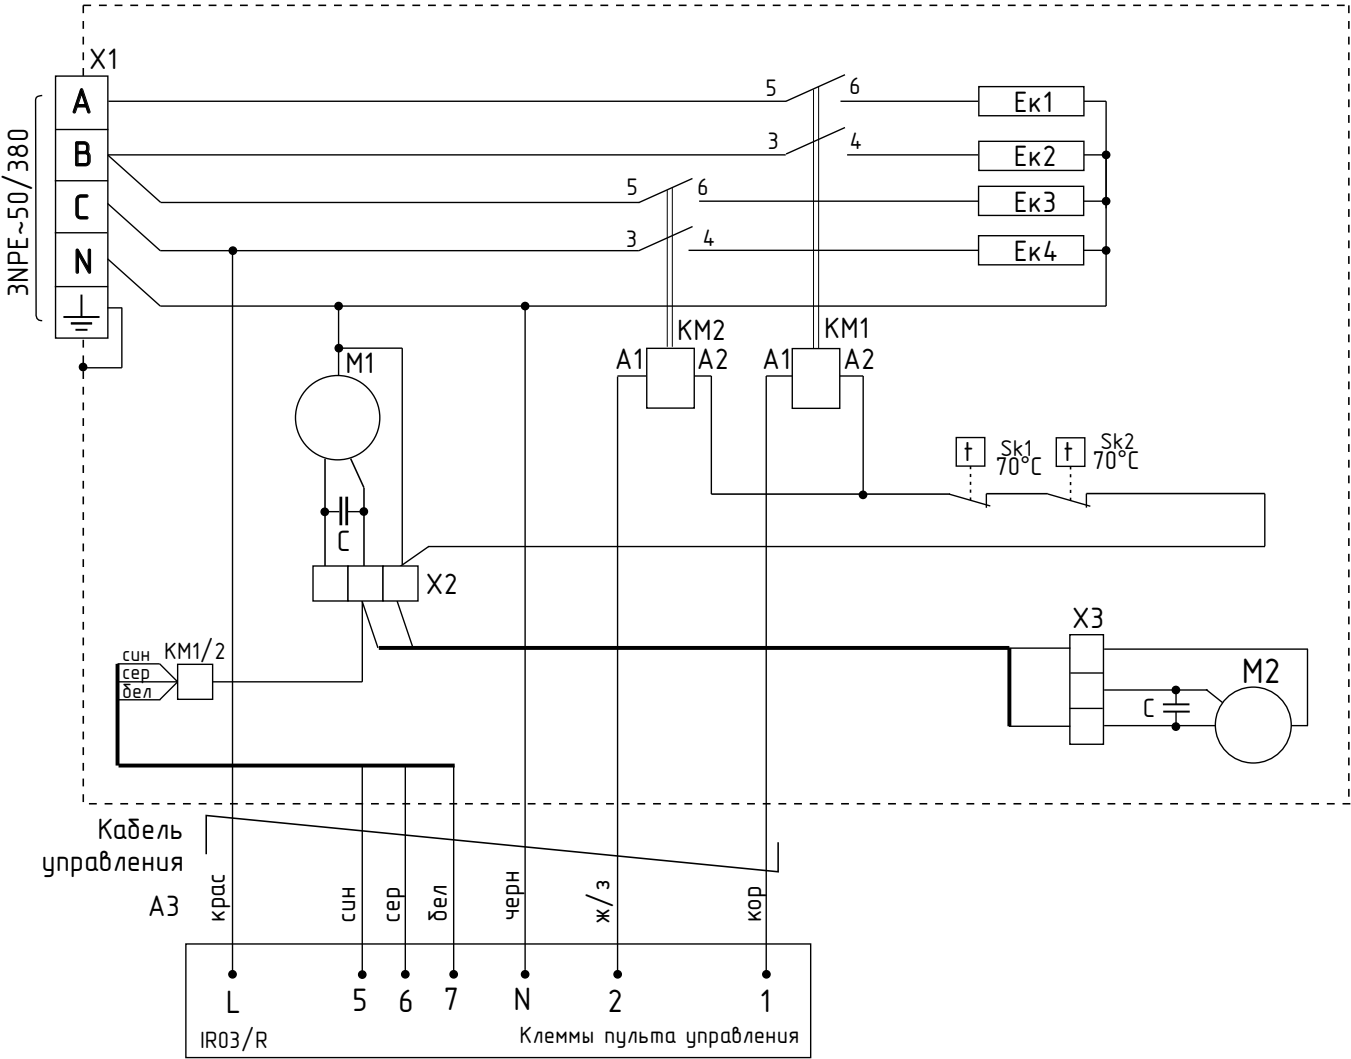 X1
3NPE~50/380
A
B
C
N
5
6
Ек1
3
4
Ек2
5
6
Ек3
3
4
Ек4
KM2
KM1
A1
A2
A1
A2
M1
C
X2
Sk1
70°C
Sk2
70°C
X3
M2
C
KM1/2
син
сер
бел
Кабель
управления
A3
крас
син
сер
бел
черн
ж/з
кор
L
5
6
7
N
2
1
IR03/R
Клеммы пульта управления
t
t